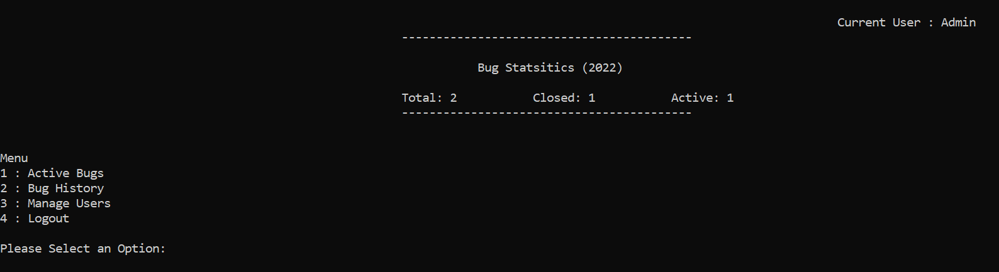 Current User : Admin
------------------------------------------
Bug Statsitics (2022)
Total: 2 Closed: 1 Active: 1
------------------------------------------
Menu
1 : Active Bugs
2 : Bug History
3 : Manage Users
4 : Logout
Please Select an Option: